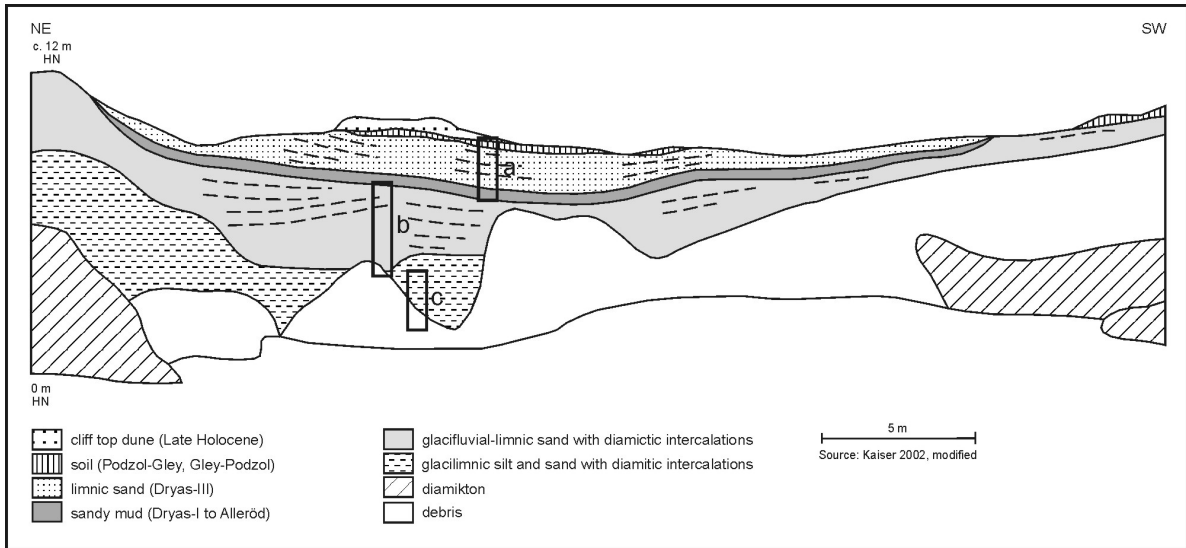 NE
SW
c. 12 m
HN
a
b
c
0 m
HN
cliff top dune (Late Holocene)
soil (Podzol-Gley, Gley-Podzol)
limnic sand (Dryas-III)
sandy mud (Dryas-I to Alleröd)
glacifluvial-limnic sand with diamictic intercalations
glacilimnic silt and sand with diamitic intercalations
diamikton
debris
5 m
Source: Kaiser 2002, modified